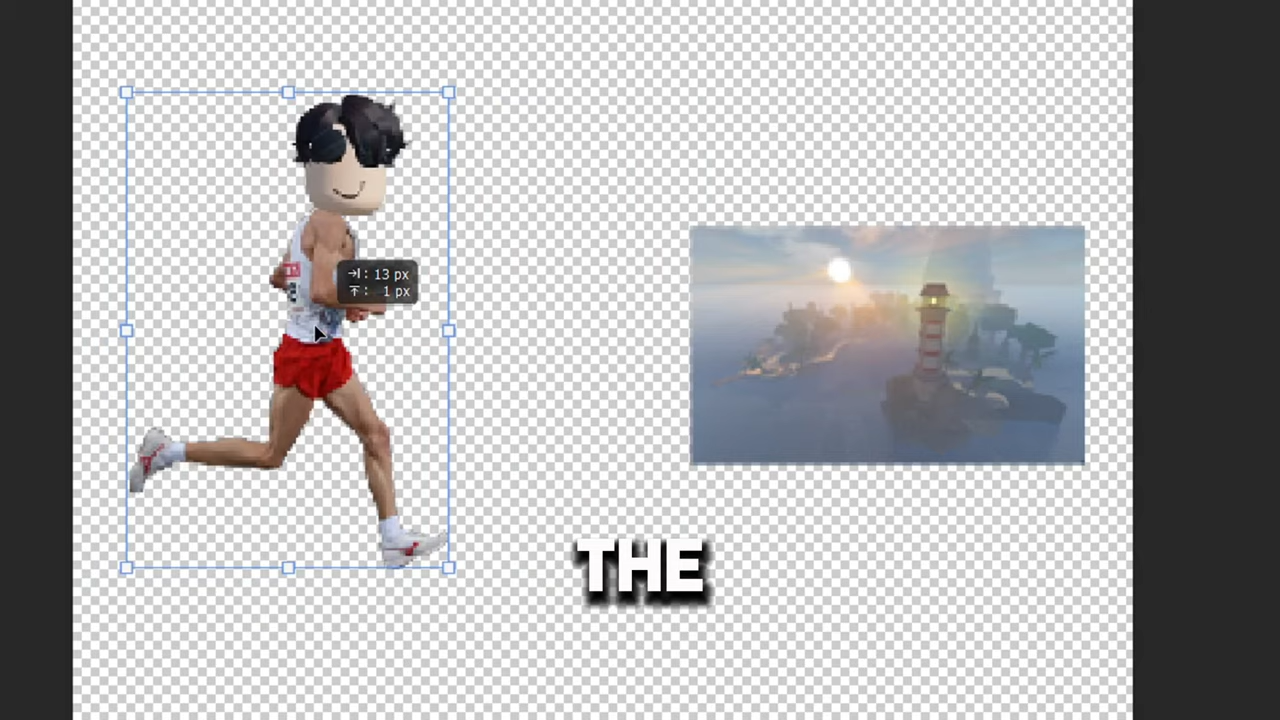 →|: 13 px
⊼: 1 px
THE